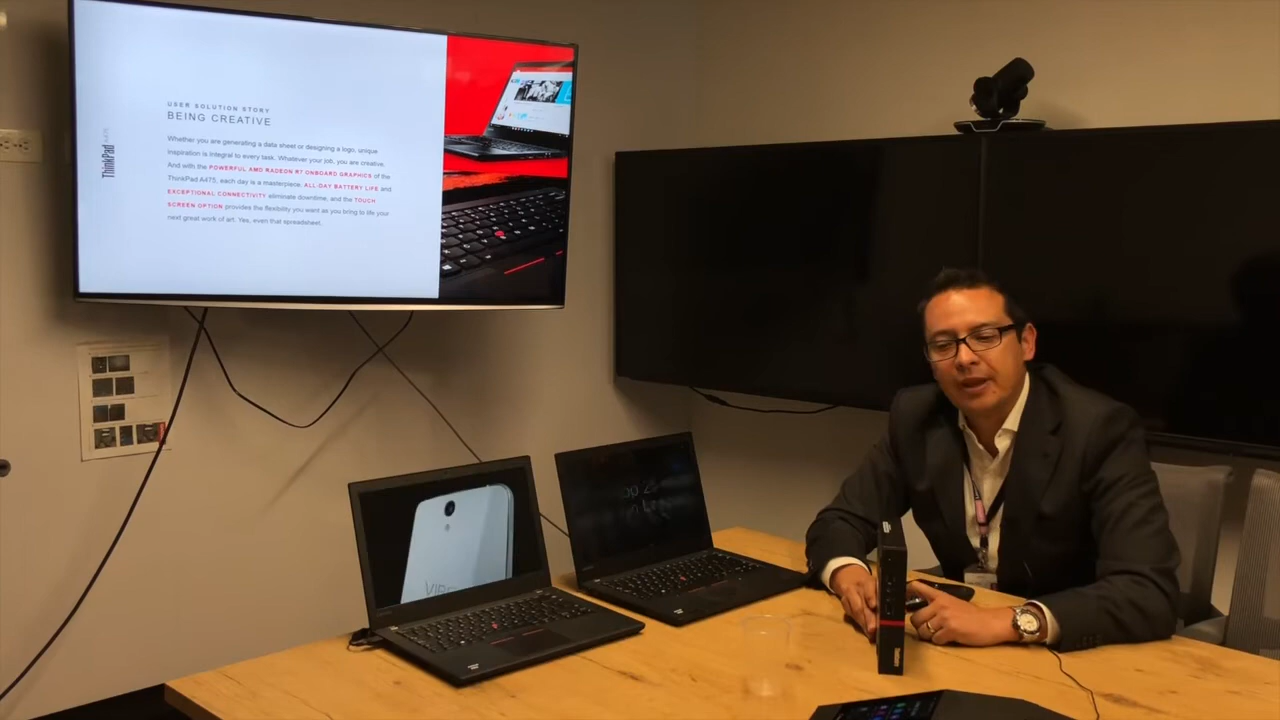 USER SOLUTION STORY
BEING CREATIVE
Whether you are generating a data sheet or designing a logo, unique
inspiration is integral to every task. Whatever your job, you are creative.
And with the POWERFUL AMD RADEON R7 ONBOARD GRAPHICS of the
ThinkPad A475, each day is a masterpiece. ALL-DAY BATTERY LIFE and
EXCEPTIONAL CONNECTIVITY eliminate downtime, and the TOUCH
SCREEN OPTION provides the flexibility you want as you bring to life your
next great work of art. Yes, even that spreadsheet.
ThinkPad A475